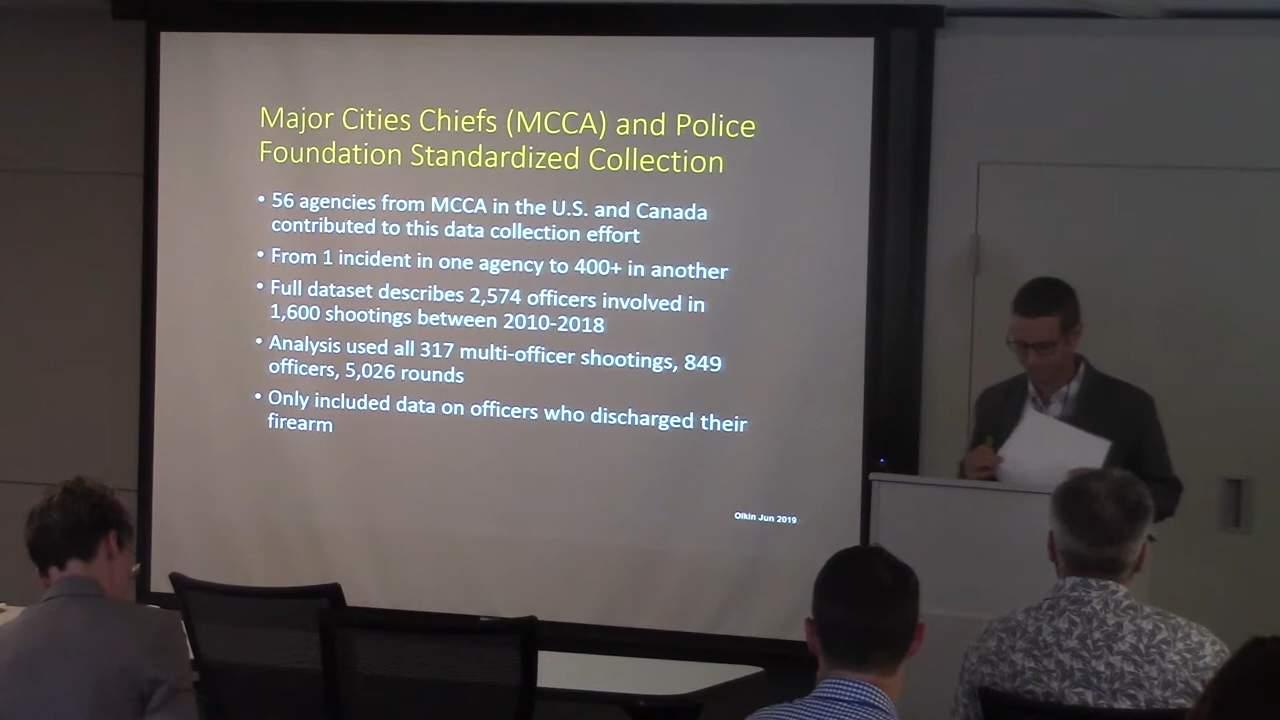 Major Cities Chiefs (MCCA) and Police
Foundation Standardized Collection
• 56 agencies from MCCA in the U.S. and Canada
contributed to this data collection effort
• From 1 incident in one agency to 400+ in another
• Full dataset describes 2,574 officers involved in
1,600 shootings between 2010-2018
• Analysis used all 317 multi-officer shootings, 849
officers, 5,026 rounds
• Only included data on officers who discharged their
firearm
Olkin Jun 2019